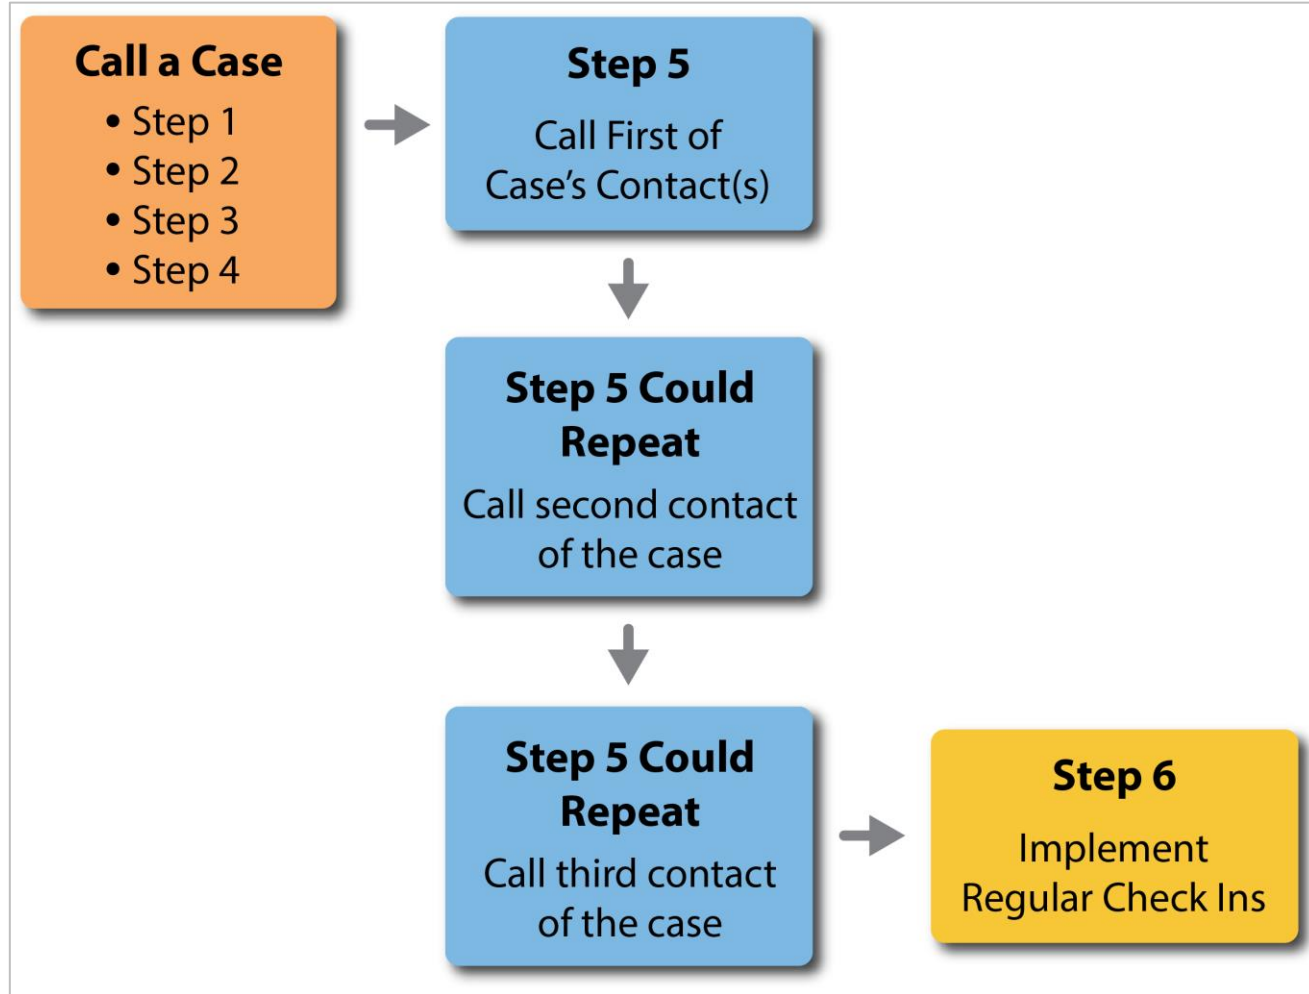 Call a Case
• Step 1
• Step 2
• Step 3
• Step 4
Step 5
Call First of
Case’s Contact(s)
Step 5 Could
Repeat
Call second contact
of the case
Step 5 Could
Repeat
Call third contact
of the case
Step 6
Implement
Regular Check Ins